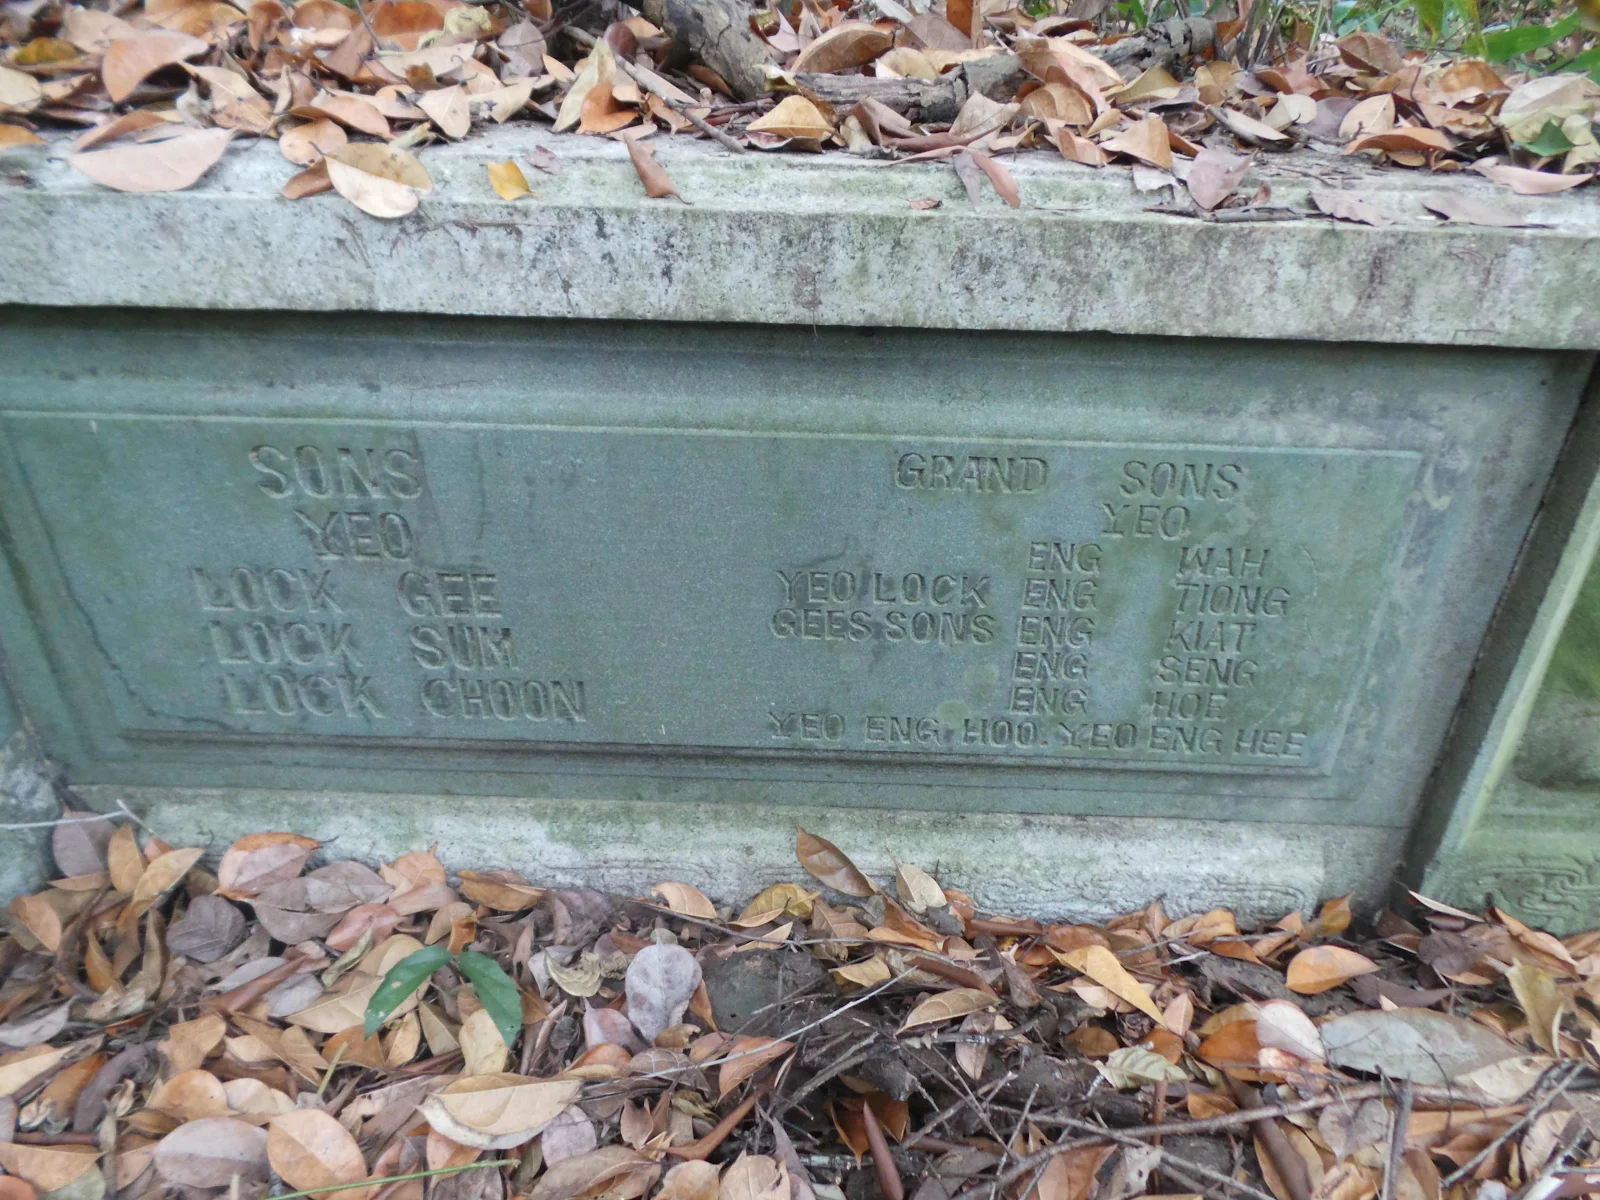 SONS
YEO
LOCK GEE
LOCK SUM
LOCK CHOON
GRAND SONS
YEO
ENG WAH
YEO LOCK ENG TIONG
GEES SONS ENG KIAT
ENG SENG
ENG HOE
YEO ENG HOO. YEO ENG HEE